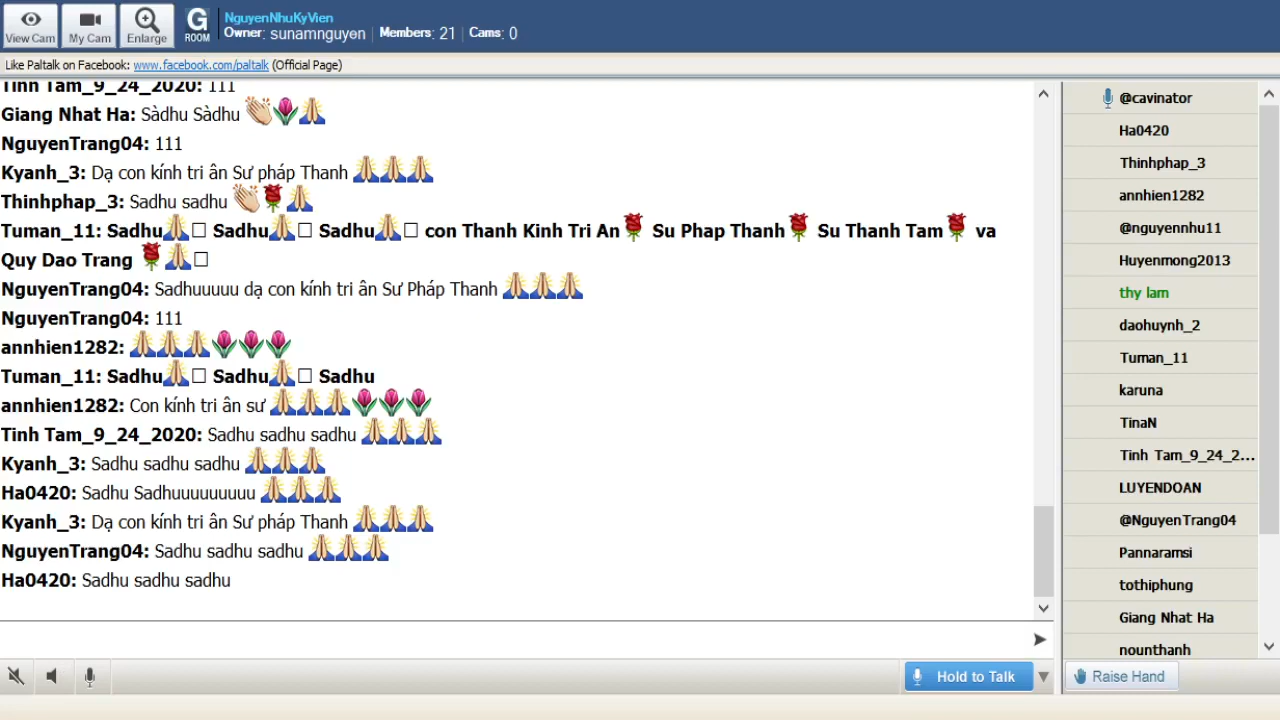 View Cam
My Cam
Enlarge
G
ROOM
NguyenNhuKyVien
Owner: sunamnguyen | Members: 21 | Cams: 0
Like Paltalk on Facebook: www.facebook.com/paltalk (Official Page)
Tinh Tam_9_24_2020: 111
Giang Nhat Ha: Sàdhu Sàdhu 👏🌷🙏
NguyenTrang04: 111
Kyanh_3: Dạ con kính tri ân Sư pháp Thanh 🙏🙏🙏
Thinhphap_3: Sadhu sadhu 👏🌹🙏
Tuman_11: Sadhu🙏□ Sadhu🙏□ Sadhu🙏□ con Thanh Kinh Tri An🌹 Su Phap Thanh🌹 Su Thanh Tam🌹 va
Quy Dao Trang 🌹🙏□
NguyenTrang04: Sadhuuuuu dạ con kính tri ân Sư Pháp Thanh 🙏🙏🙏
NguyenTrang04: 111
annhien1282: 🙏🙏🙏🌷🌷🌷
Tuman_11: Sadhu🙏□ Sadhu🙏□ Sadhu
annhien1282: Con kính tri ân sư 🙏🙏🙏🌷🌷🌷
Tinh Tam_9_24_2020: Sadhu sadhu sadhu 🙏🙏🙏
Kyanh_3: Sadhu sadhu sadhu 🙏🙏🙏
Ha0420: Sadhu Sadhuuuuuuuuu 🙏🙏🙏
Kyanh_3: Dạ con kính tri ân Sư pháp Thanh 🙏🙏🙏
NguyenTrang04: Sadhu sadhu sadhu 🙏🙏🙏
Ha0420: Sadhu sadhu sadhu
@cavinator
Ha0420
Thinhphap_3
annhien1282
@nguyennhu11
Huyenmong2013
thy lam
daohuynh_2
Tuman_11
karuna
TinaN
Tinh Tam_9_24_2...
LUYENDOAN
@NguyenTrang04
Pannaramsi
tothiphung
Giang Nhat Ha
nounthanh
Hold to Talk
Raise Hand